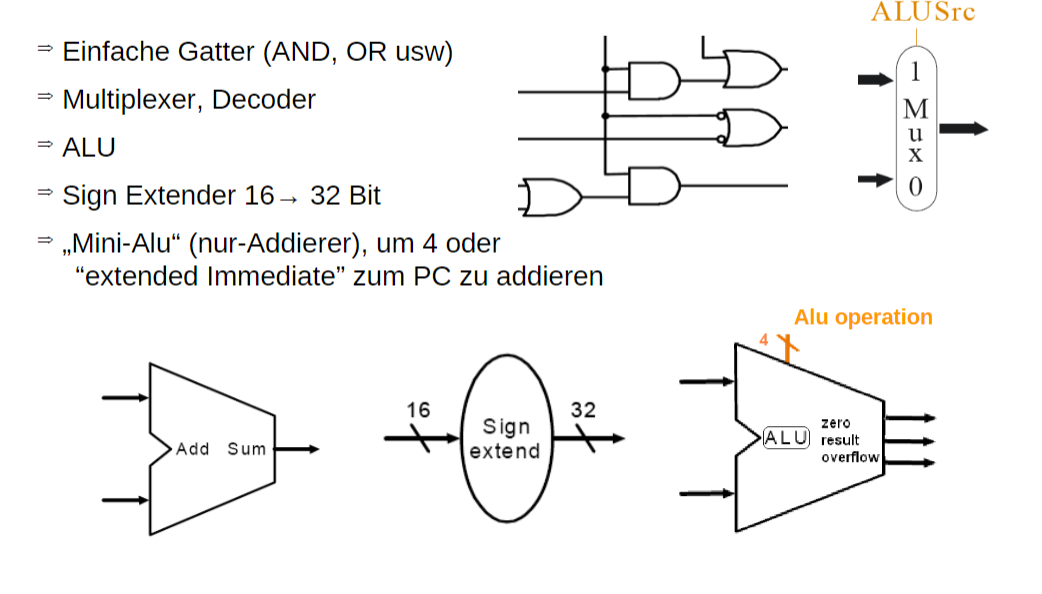 ALUSrc
⇒ Einfache Gatter (AND, OR usw)
⇒ Multiplexer, Decoder
⇒ ALU
⇒ Sign Extender 16→ 32 Bit
⇒ „Mini-Alu“ (nur-Addierer), um 4 oder
“extended Immediate” zum PC zu addieren
1
M
u
x
0
Alu operation
4
Add Sum
16
Sign
extend
32
ALU
zero
result
overflow